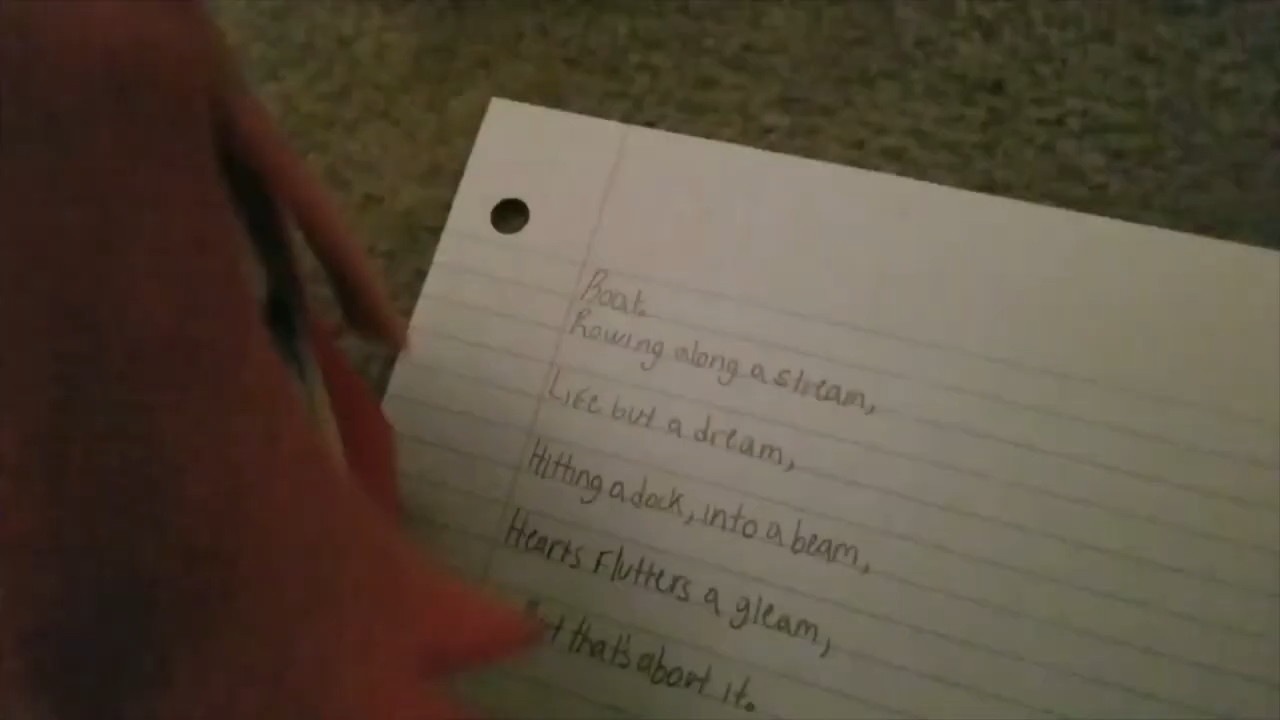 Boat.
Rowing along a stream,
Life but a dream,
Hitting a dock, into a beam,
Hearts Flutters a gleam,
that's about it.